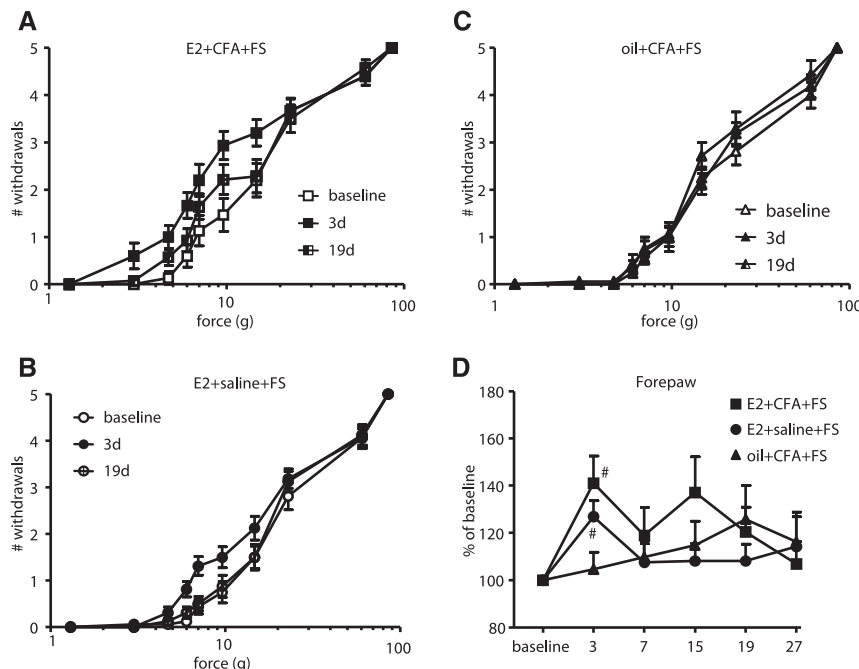 A
E2+CFA+FS
5
4
3
2
1
0
# withdrawals
baseline
3d
19d
1
10
100
force (g)
C
oil+CFA+FS
5
4
3
2
1
0
# withdrawals
baseline
3d
19d
1
10
100
force (g)
B
E2+saline+FS
5
4
3
2
1
0
# withdrawals
baseline
3d
19d
1
10
100
force (g)
D
Forepaw
180
160
140
120
100
80
% of baseline
E2+CFA+FS
E2+saline+FS
oil+CFA+FS
#
#
baseline
3
7
15
19
27